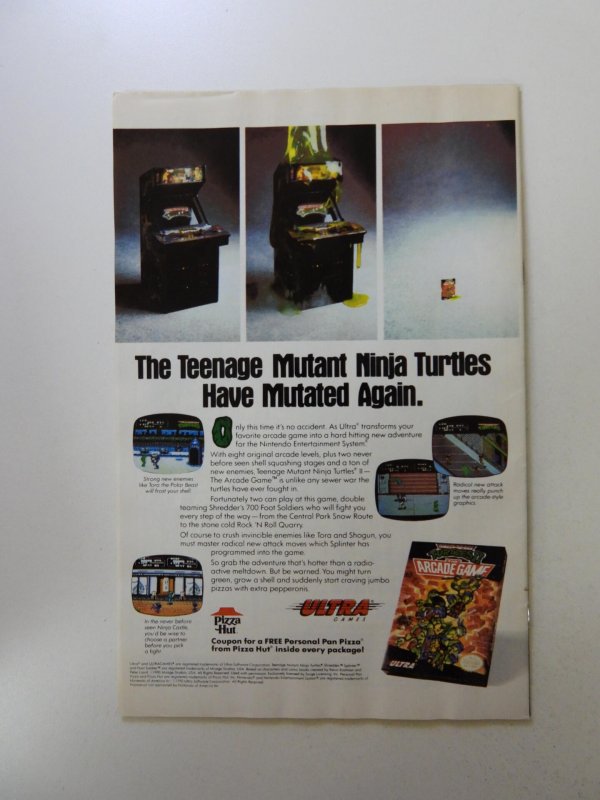 The Teenage Mutant Ninja Turtles
Have Mutated Again.
Only this time it's no accident. As Ultra® transforms your
favorite arcade game into a hard hitting new adventure
for the Nintendo Entertainment System.®
With eight original arcade levels, plus two never
before seen shell squashing stages and a ton of
new enemies, Teenage Mutant Ninja Turtles® II—
The Arcade Game™ is unlike any sewer war the
turtles have ever fought in.
Fortunately two can play at this game, double
teaming Shredder's 700 Foot Soldiers who will fight you
every step of the way—from the Central Park Snow Route
to the stone cold Rock 'N Roll Quarry.
Of course to crush invincible enemies like Tora and Shogun, you
must master radical new attack moves which Splinter has
programmed into the game.
So grab the adventure that's hotter than a radio-
active meltdown. But be warned. You might turn
green, grow a shell and suddenly start craving jumbo
pizzas with extra pepperonis.
Strong new enemies
like Tora the Polar Beast
will frost your shell.
Radical new attack
moves really punch
up the arcade-style
graphics.
In the never before
seen Ninja Castle,
you'd be wise to
choose a partner
before you pick
a fight.
Pizza
Hut
ULTRA
GAMES
Coupon for a FREE Personal Pan Pizza®
from Pizza Hut® inside every package!
ARCADE GAME
ULTRA